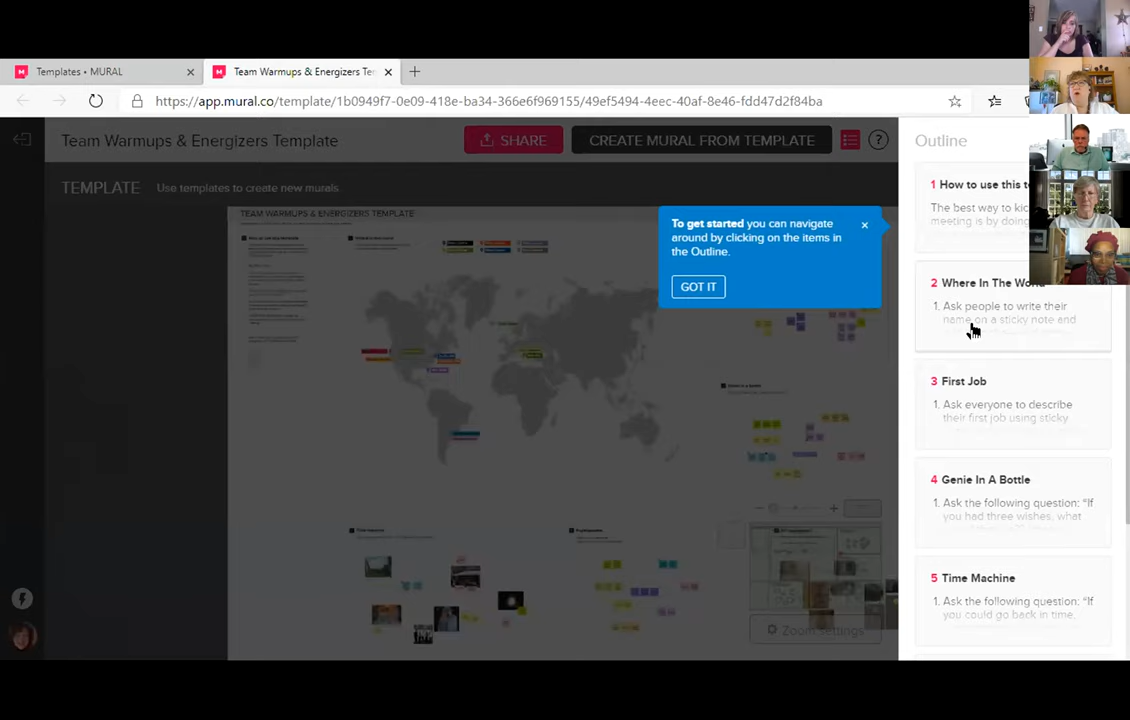 Templates • MURAL
Team Warmups & Energizers Te
https://app.mural.co/template/1b0949f7-0e09-418e-ba34-366e6f969155/49ef5494-4eec-40af-8e46-fdd47d2f84ba
Team Warmups & Energizers Template
SHARE
CREATE MURAL FROM TEMPLATE
?
TEMPLATE
Use templates to create new murals.
TEAM WARMUPS & ENERGIZERS TEMPLATE
To get started you can navigate
around by clicking on the items in
the Outline.
GOT IT
Zoom settings
Outline
1 How to use this t
The best way to kic
meeting is by doing
2 Where In The World
1. Ask people to write their
name on a sticky note and
3 First Job
1. Ask everyone to describe
their first job using sticky
4 Genie In A Bottle
1. Ask the following question: “If
you had three wishes, what
5 Time Machine
1. Ask the following question: “If
you could go back in time,